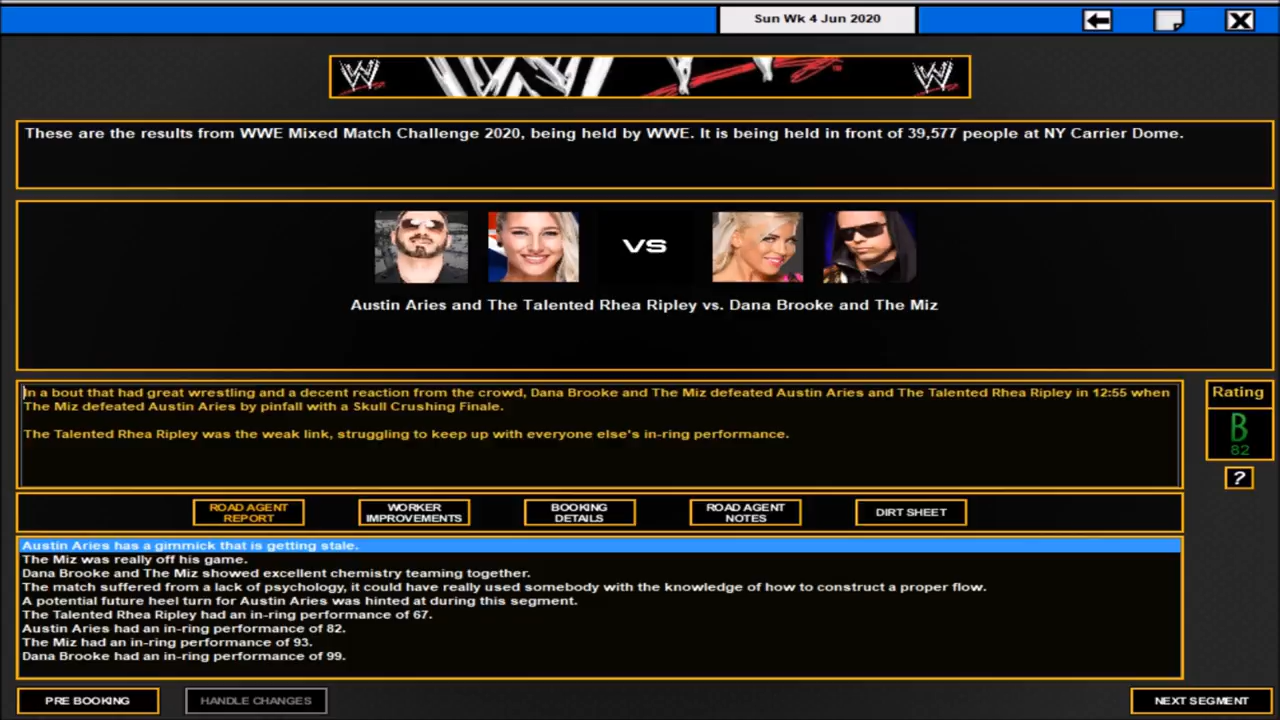 Sun Wk 4 Jun 2020
These are the results from WWE Mixed Match Challenge 2020, being held by WWE. It is being held in front of 39,577 people at NY Carrier Dome.
VS
Austin Aries and The Talented Rhea Ripley vs. Dana Brooke and The Miz
In a bout that had great wrestling and a decent reaction from the crowd, Dana Brooke and The Miz defeated Austin Aries and The Talented Rhea Ripley in 12:55 when
The Miz defeated Austin Aries by pinfall with a Skull Crushing Finale.
The Talented Rhea Ripley was the weak link, struggling to keep up with everyone else's in-ring performance.
Rating
B
82
?
ROAD AGENT
REPORT
WORKER
IMPROVEMENTS
BOOKING
DETAILS
ROAD AGENT
NOTES
DIRT SHEET
Austin Aries has a gimmick that is getting stale.
The Miz was really off his game.
Dana Brooke and The Miz showed excellent chemistry teaming together.
The match suffered from a lack of psychology, it could have really used somebody with the knowledge of how to construct a proper flow.
A potential future heel turn for Austin Aries was hinted at during this segment.
The Talented Rhea Ripley had an in-ring performance of 67.
Austin Aries had an in-ring performance of 82.
The Miz had an in-ring performance of 93.
Dana Brooke had an in-ring performance of 99.
PRE BOOKING
HANDLE CHANGES
NEXT SEGMENT